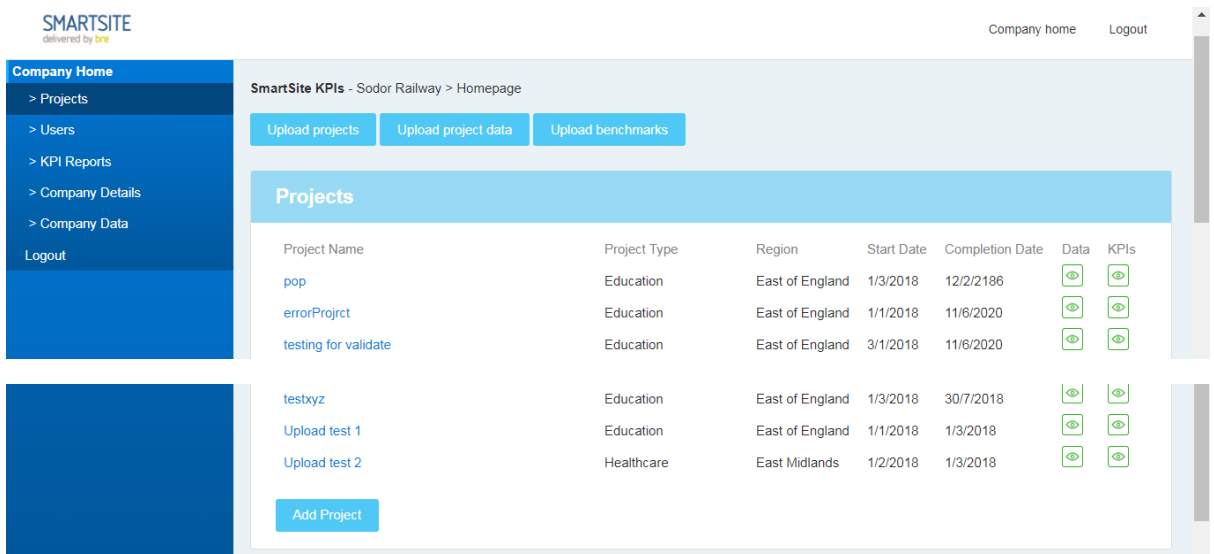 SMARTSITE
delivered by bre
Company home Logout
Company Home
> Projects
> Users
> KPI Reports
> Company Details
> Company Data
Logout
SmartSite KPIs - Sodor Railway > Homepage
Upload projects Upload project data Upload benchmarks
Projects
Project Name Project Type Region Start Date Completion Date Data KPIs
pop Education East of England 1/3/2018 12/2/2186
errorProjrct Education East of England 1/1/2018 11/6/2020
testing for validate Education East of England 3/1/2018 11/6/2020
testxyz Education East of England 1/3/2018 30/7/2018
Upload test 1 Education East of England 1/1/2018 1/3/2018
Upload test 2 Healthcare East Midlands 1/2/2018 1/3/2018
Add Project